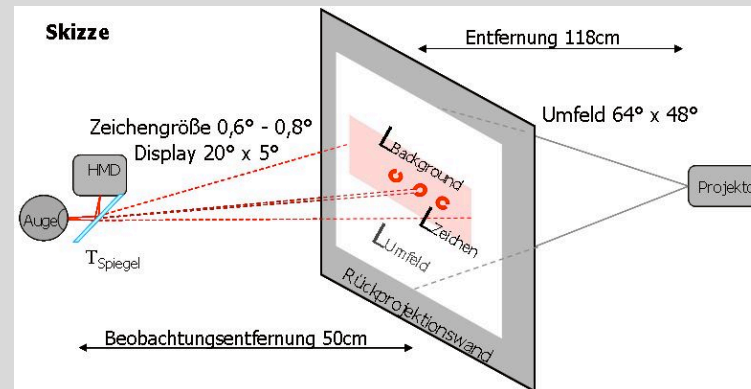 Skizze
Entfernung 118cm
Zeichengröße 0,6° - 0,8°
Display 20° x 5°
Umfeld 64° x 48°
HMD
Auge
TSpiegel
LBackground
LZeichen
LUmfeld
Projekto
Rückprojektionswand
Beobachtungsentfernung 50cm